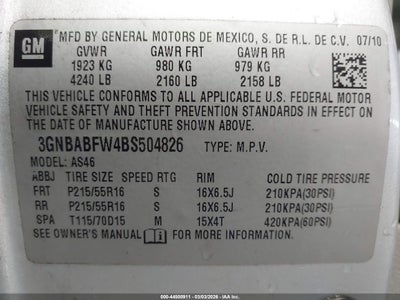 GM
MFD BY GENERAL MOTORS DE MEXICO, S. DE R.L. DE C.V. 07/10
GVWR GAWR FRT GAWR RR
1923 KG 980 KG 979 KG
4240 LB 2160 LB 2158 LB
THIS VEHICLE CONFORMS TO ALL APPLICABLE U.S. FEDERAL MOTOR
VEHICLE SAFETY AND THEFT PREVENTION STANDARDS IN EFFECT ON
THE DATE OF MANUFACTURE SHOWN ABOVE.
3GNBABFW4BS504826 TYPE: M.P.V.
MODEL: AS46
ABBJ TIRE SIZE SPEED RTG RIM COLD TIRE PRESSURE
FRT P215/55R16 S 16X6.5J 210KPA(30PSI)
RR P215/55R16 S 16X6.5J 210KPA(30PSI)
SPA T115/70D15 M 15X4T 420KPA(60PSI)
SEE OWNER'S MANUAL FOR MORE INFORMATION
000-44500911 - 03/03/2026 - IAAI Copyright